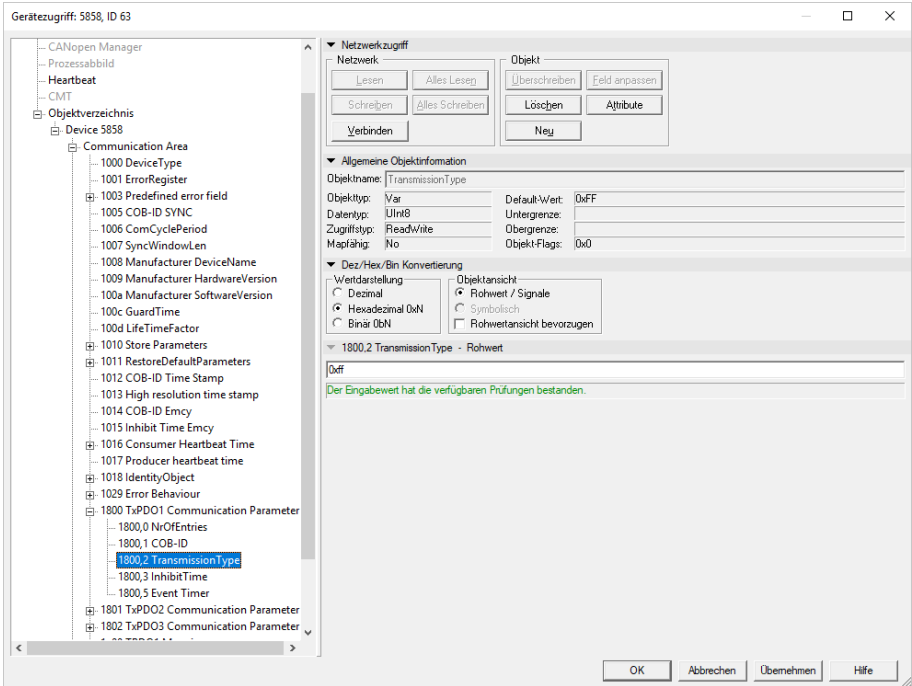 Gerätezugriff: 5858, ID 63
CANopen Manager
Prozessabbild
Heartbeat
CMT
Objektverzeichnis
Device 5858
Communication Area
1000 DeviceType
1001 ErrorRegister
1003 Predefined error field
1005 COB-ID SYNC
1006 ComCyclePeriod
1007 SyncWindowLen
1008 Manufacturer DeviceName
1009 Manufacturer HardwareVersion
100a Manufacturer SoftwareVersion
100c GuardTime
100d LifeTimeFactor
1010 Store Parameters
1011 RestoreDefaultParameters
1012 COB-ID Time Stamp
1013 High resolution time stamp
1014 COB-ID Emcy
1015 Inhibit Time Emcy
1016 Consumer Heartbeat Time
1017 Producer heartbeat time
1018 IdentityObject
1029 Error Behaviour
1800 TxPDO1 Communication Parameter
1800,0 NrOfEntries
1800,1 COB-ID
1800,2 TransmissionType
1800,3 InhibitTime
1800,5 Event Timer
1801 TxPDO2 Communication Parameter
1802 TxPDO3 Communication Parameter
Netzwerkzugriff
Netzwerk
Lesen Alles Lesen
Schreiben Alles Schreiben
Verbinden
Objekt
Überschreiben Feld anpassen
Löschen Attribute
Neu
Allgemeine Objektinformation
Objektname: TransmissionType
Objekttyp: Var Default-Wert: 0xFF
Datentyp: UInt8 Untergrenze:
Zugriffstyp: ReadWrite Obergrenze:
Mapfähig: No Objekt-Flags: 0x0
Dez/Hex/Bin Konvertierung
Wertdarstellung
Dezimal
Hexadezimal 0xN
Binär 0bN
Objektansicht
Rohwert / Signale
Symbolisch
Rohwertansicht bevorzugen
1800,2 TransmissionType - Rohwert
0xff
Der Eingabewert hat die verfügbaren Prüfungen bestanden.
OK Abbrechen Übernehmen Hilfe